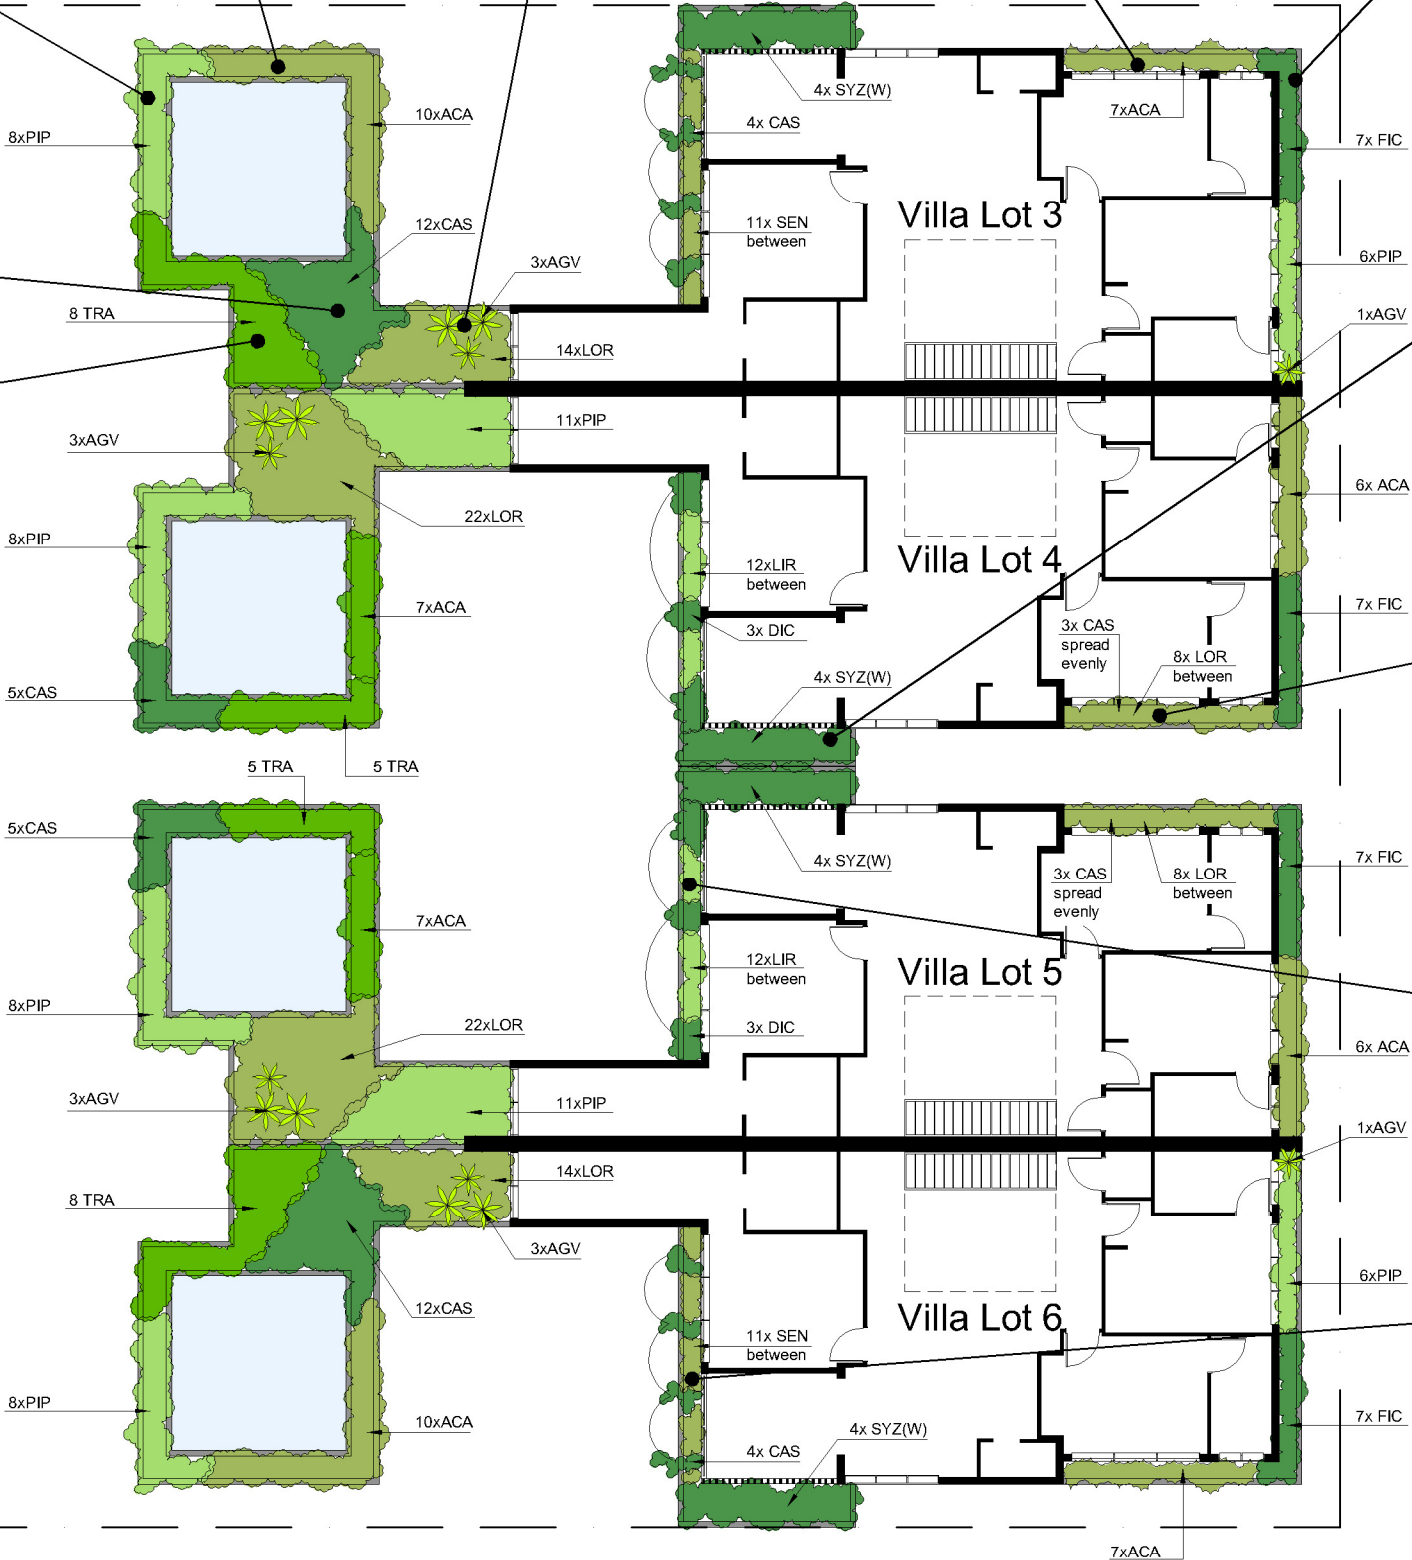 4x SYZ(W)
10xACA
7xACA
4x CAS
8xPIP
7x FIC
Villa Lot 3
12xCAS
11x SEN
between
3xAGV
6xPIP
8 TRA
1xAGV
14xLOR
11xPIP
3xAGV
6x ACA
22xLOR
8xPIP
Villa Lot 4
12xLIR
between
7xACA
7x FIC
3x CAS
spread
evenly
3x DIC
8x LOR
between
4x SYZ(W)
5xCAS
5 TRA
5 TRA
5xCAS
4x SYZ(W)
7x FIC
3x CAS
spread
evenly
8x LOR
between
7xACA
12xLIR
between
Villa Lot 5
8xPIP
22xLOR
3x DIC
6x ACA
3xAGV
11xPIP
1xAGV
14xLOR
8 TRA
3xAGV
6xPIP
12xCAS
Villa Lot 6
11x SEN
between
8xPIP
10xACA
4x SYZ(W)
7x FIC
4x CAS
7xACA